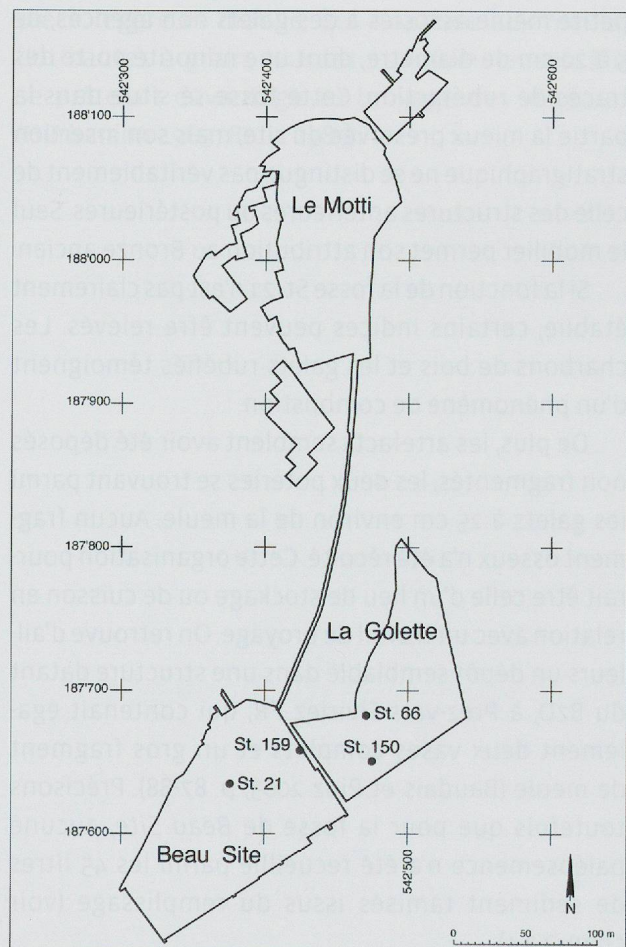 542'300
542'400
542'600
188'100
Le Motti
188'000
187'900
187'800
La Golette
187'700
St. 66
St. 159
St. 150
St. 21
187'600
542'500
Beau Site
N
0 50 100 m